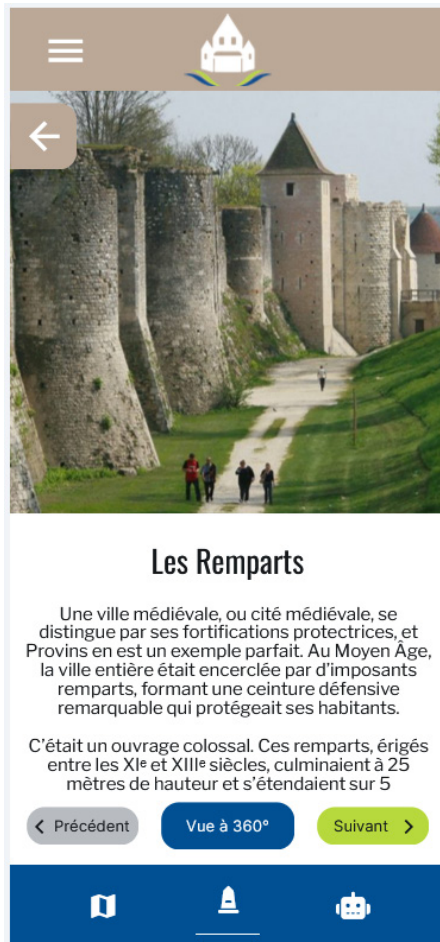 Les Remparts
Une ville médiévale, ou cité médiévale, se
distingue par ses fortifications protectrices, et
Provins en est un exemple parfait. Au Moyen Âge,
la ville entière était encerclée par d'imposants
remparts, formant une ceinture défensive
remarquable qui protégeait ses habitants.
C'était un ouvrage colossal. Ces remparts, érigés
entre les XIᵉ et XIIIᵉ siècles, culminaient à 25
mètres de hauteur et s'étendaient sur 5
Précédent
Vue à 360°
Suivant